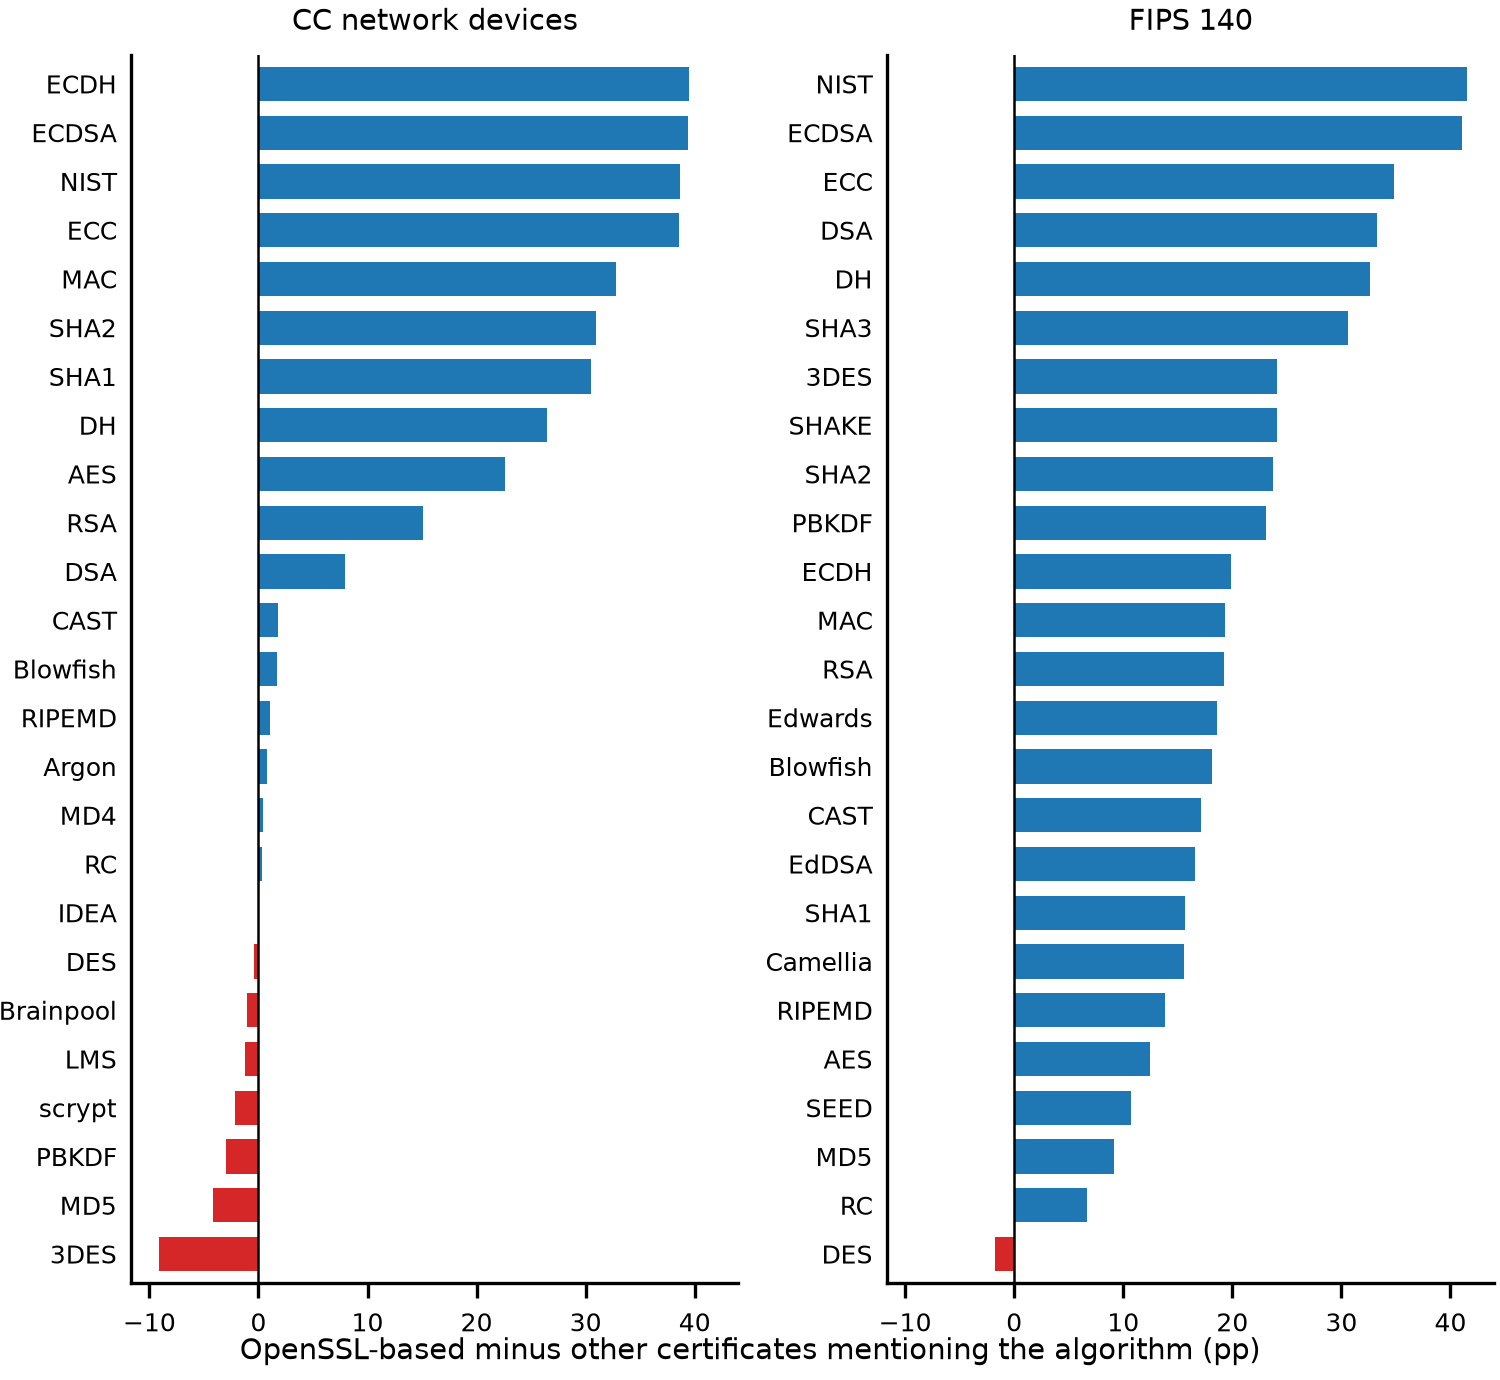 CC network devices
ECDH
ECDSA
NIST
ECC
MAC
SHA2
SHA1
DH
AES
RSA
DSA
CAST
Blowfish
RIPEMD
Argon
MD4
RC
IDEA
DES
Brainpool
LMS
scrypt
PBKDF
MD5
3DES
−10 0 10 20 30 40
FIPS 140
NIST
ECDSA
ECC
DSA
DH
SHA3
3DES
SHAKE
SHA2
PBKDF
ECDH
MAC
RSA
Edwards
Blowfish
CAST
EdDSA
SHA1
Camellia
RIPEMD
AES
SEED
MD5
RC
DES
−10 0 10 20 30 40
OpenSSL-based minus other certificates mentioning the algorithm (pp)